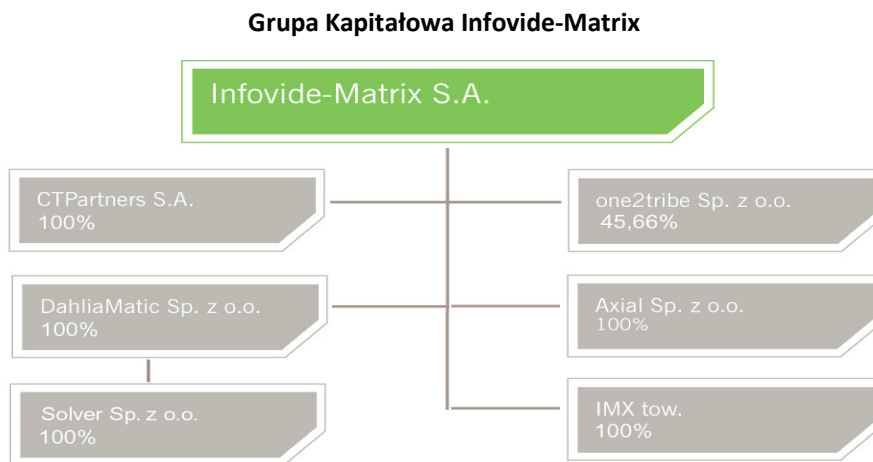 Grupa Kapitałowa Infovide-Matrix
Infovide-Matrix S.A.
CTPartners S.A.
100%
one2tribe Sp. z o.o.
45,66%
DahliaMatic Sp. z o.o.
100%
Axial Sp. z o.o.
100%
Solver Sp. z o.o.
100%
IMX tow.
100%